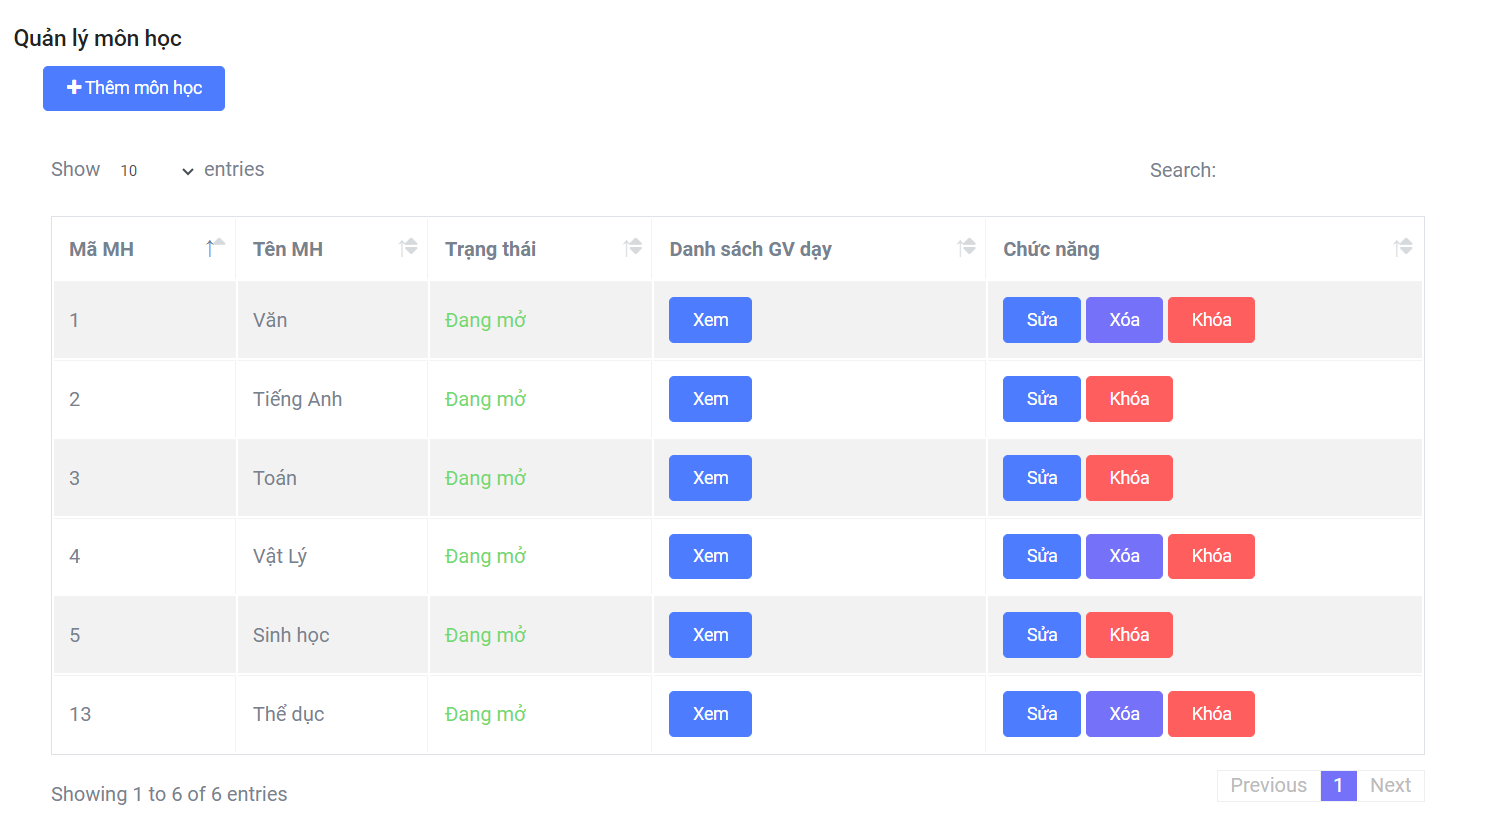 Quản lý môn học
Thêm môn học
Show 10 entries
Search:
Mã MH Tên MH Trạng thái Danh sách GV dạy Chức năng
1 Văn Đang mở Xem Sửa Xóa Khóa
2 Tiếng Anh Đang mở Xem Sửa Khóa
3 Toán Đang mở Xem Sửa Khóa
4 Vật Lý Đang mở Xem Sửa Xóa Khóa
5 Sinh học Đang mở Xem Sửa Khóa
13 Thể dục Đang mở Xem Sửa Xóa Khóa
Showing 1 to 6 of 6 entries
Previous 1 Next